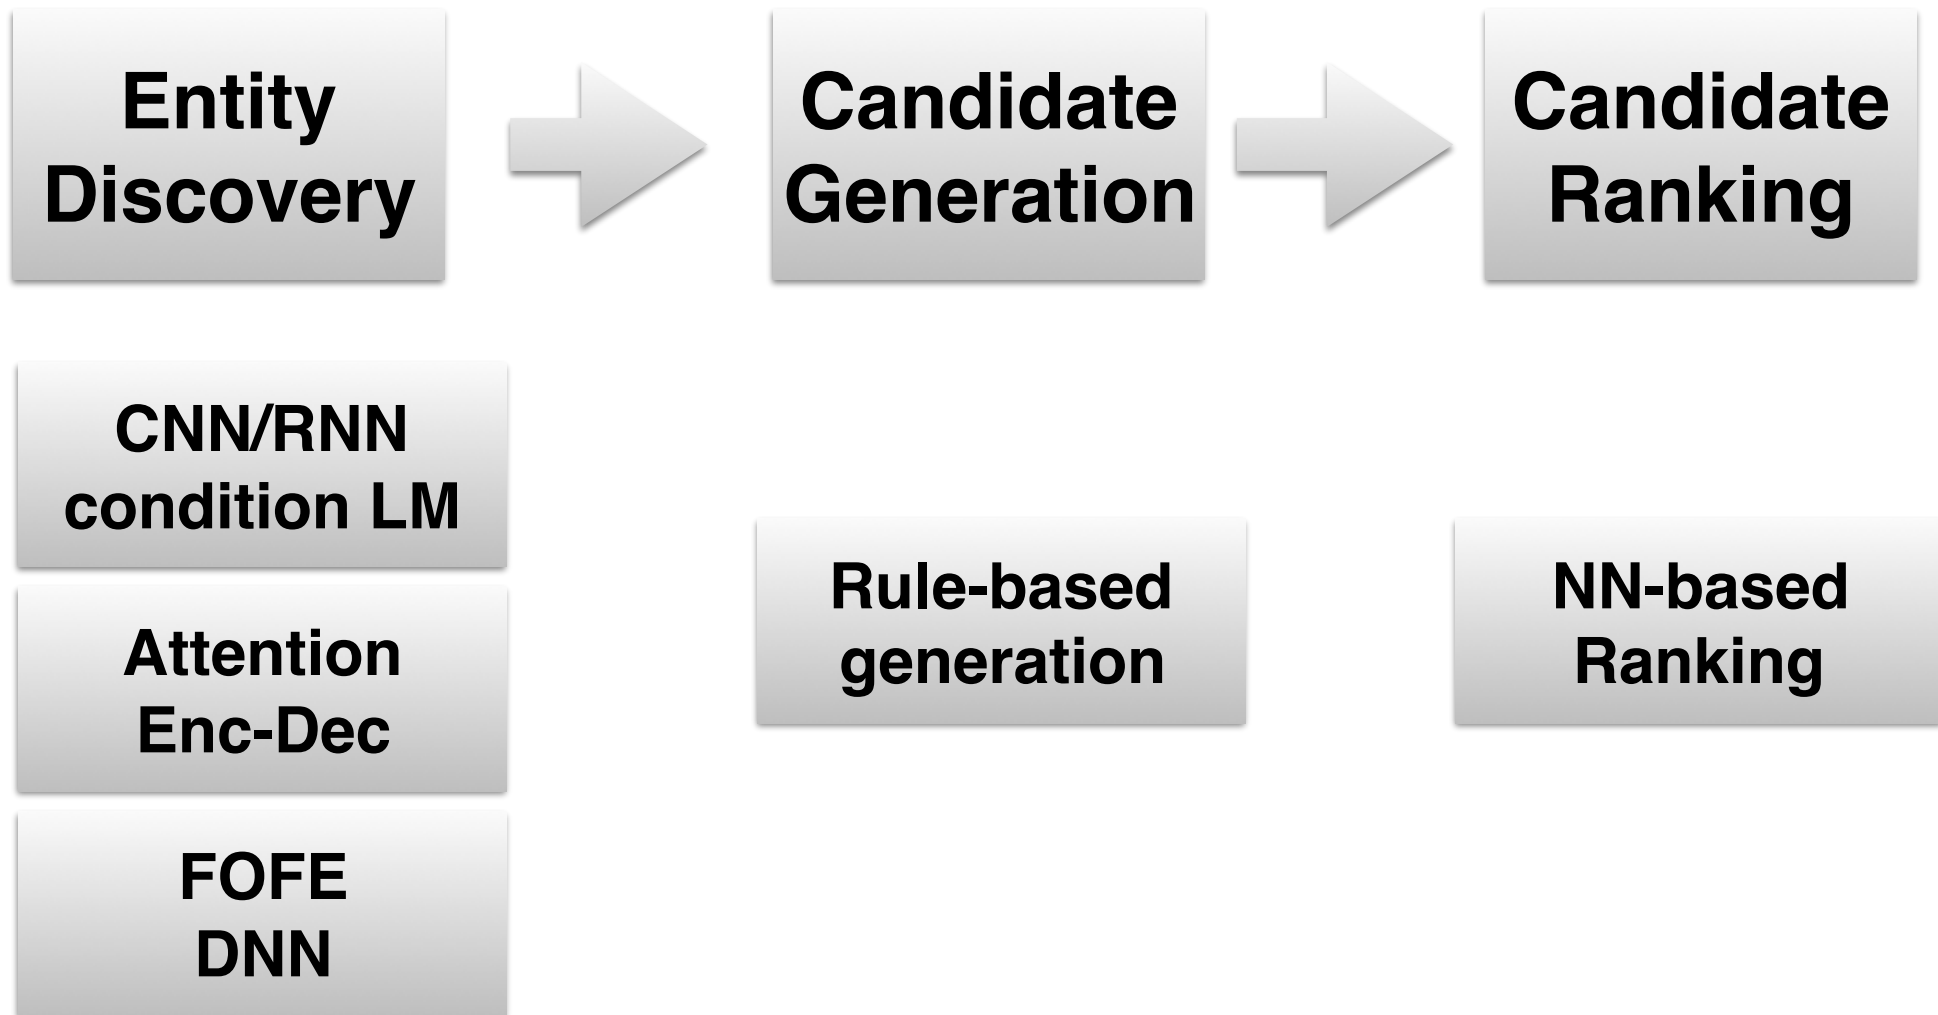 Entity
Discovery
Candidate
Generation
Candidate
Ranking
CNN/RNN
condition LM
Attention
Enc-Dec
FOFE
DNN
Rule-based
generation
NN-based
Ranking